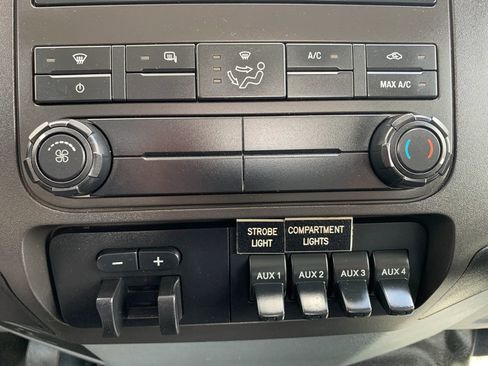 A/C
MAX A/C
STROBE
LIGHT
COMPARTMENT
LIGHTS
− +
AUX 1 AUX 2 AUX 3 AUX 4